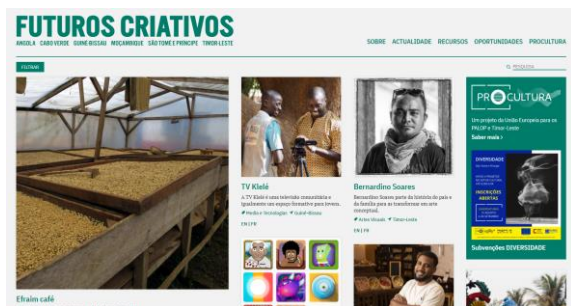 FUTUROS CRIATIVOS
ANGOLA CABO VERDE GUINÉ-BISSAU MOÇAMBIQUE SÃO TOMÉ E PRÍNCIPE TIMOR-LESTE
SOBRE ACTUALIDADE RECURSOS OPORTUNIDADES PROCULTURA
FILTRAR
PESQUISA
Efraim café
TV Klelé
A TV Klelé é uma televisão comunitária e
igualmente um espaço formativo para jovens.
Media e tecnologias Guiné-Bissau
EN | FR
Bernardino Soares
Bernardino Soares parte da história do país e
da família para as transformar em arte
conceptual.
Artes Visuais Timor-Leste
EN | FR
PROCULTURA
Um projeto da União Europeia para os
PALOP e Timor-Leste
Saber mais
DIVERSIDADE
INSCRIÇÕES
ABERTAS
Subvenções DIVERSIDADE